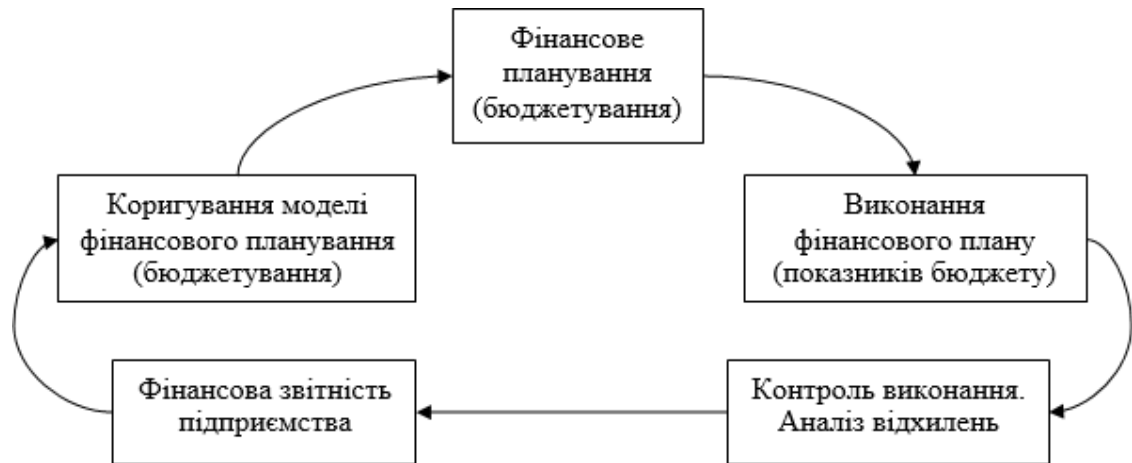 Фінансове
планування
(бюджетування)
Коригування моделі
фінансового планування
(бюджетування)
Виконання
фінансового плану
(показників бюджету)
Фінансова звітність
підприємства
Контроль виконання.
Аналіз відхилень